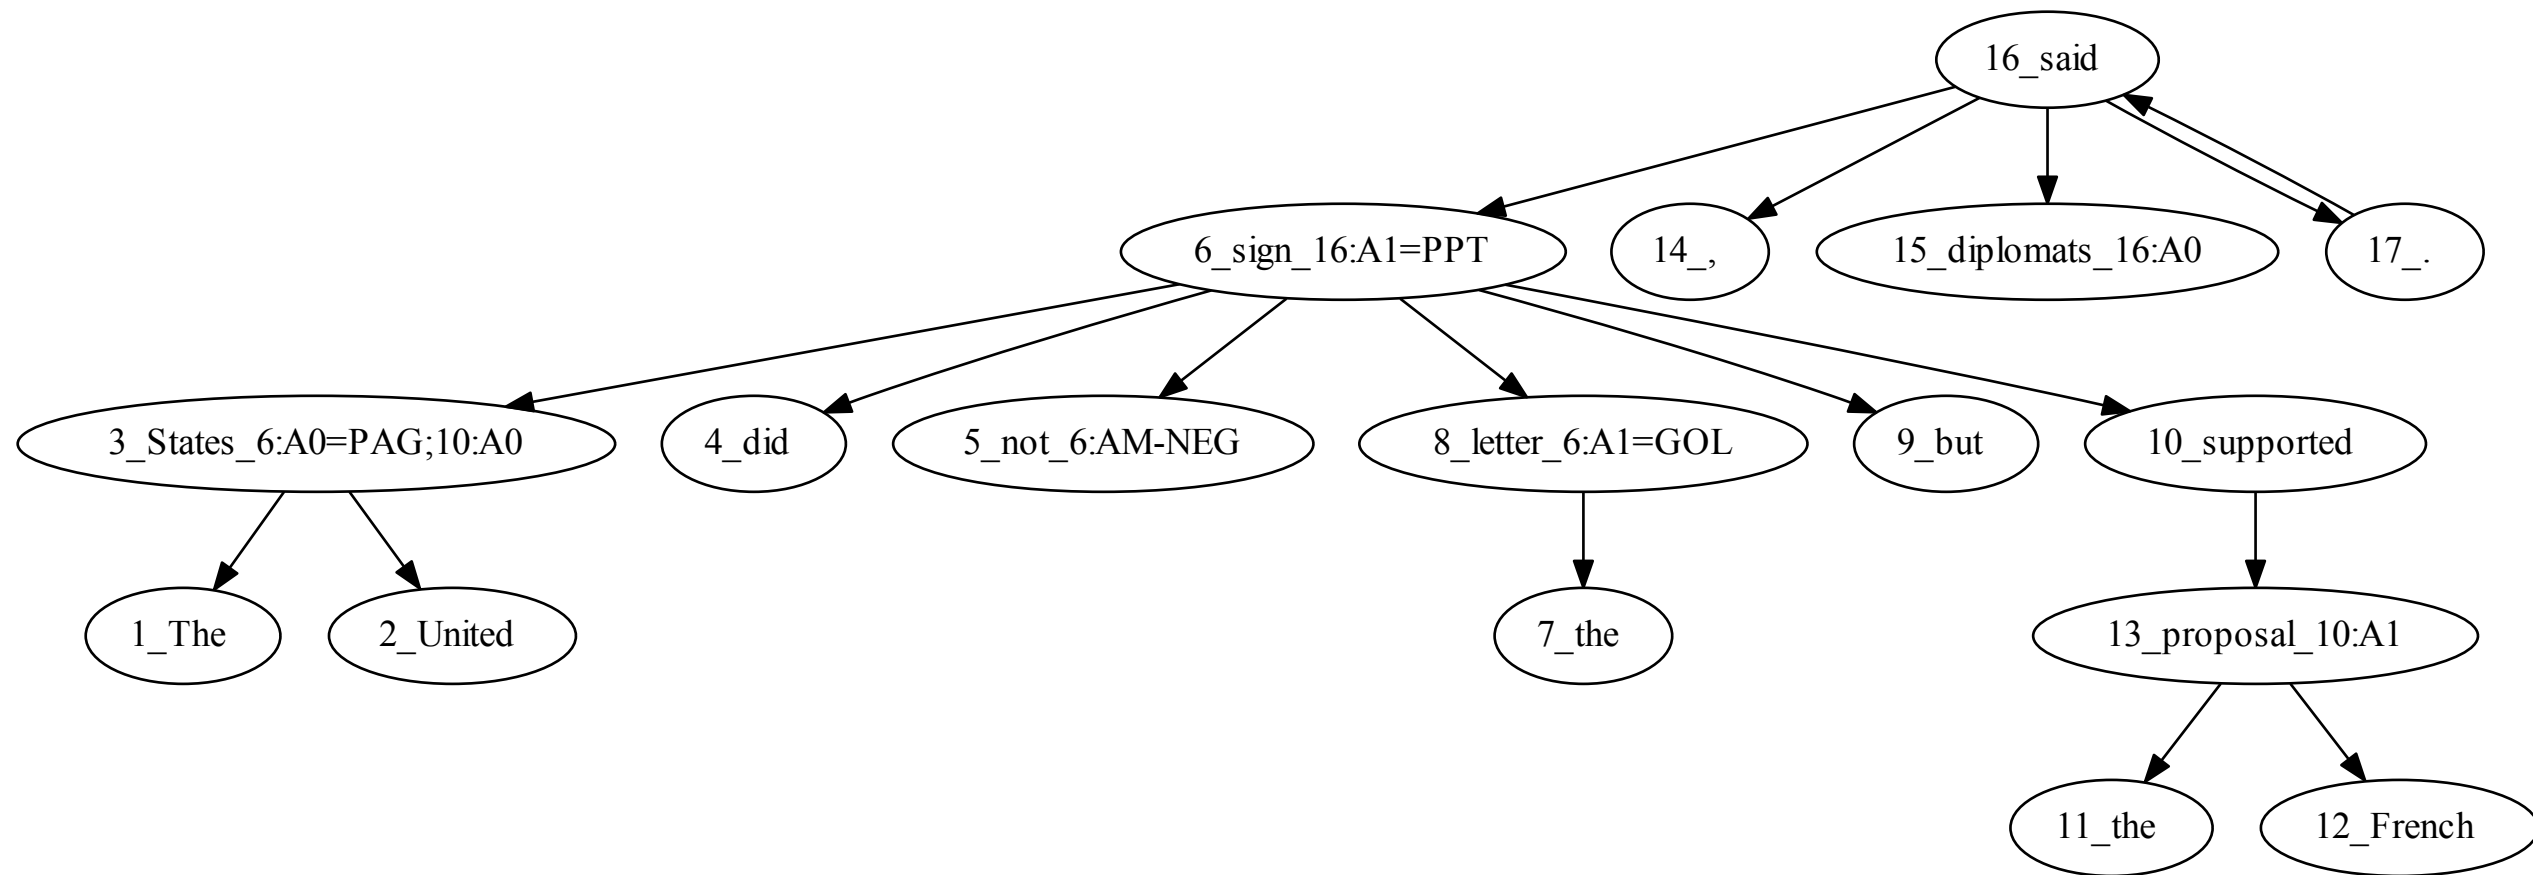 16_said
6_sign_16:A1=PPT
14_,
15_diplomats_16:A0
17_.
3_States_6:A0=PAG;10:A0
4_did
5_not_6:AM-NEG
8_letter_6:A1=GOL
9_but
10_supported
1_The
2_United
7_the
13_proposal_10:A1
11_the
12_French